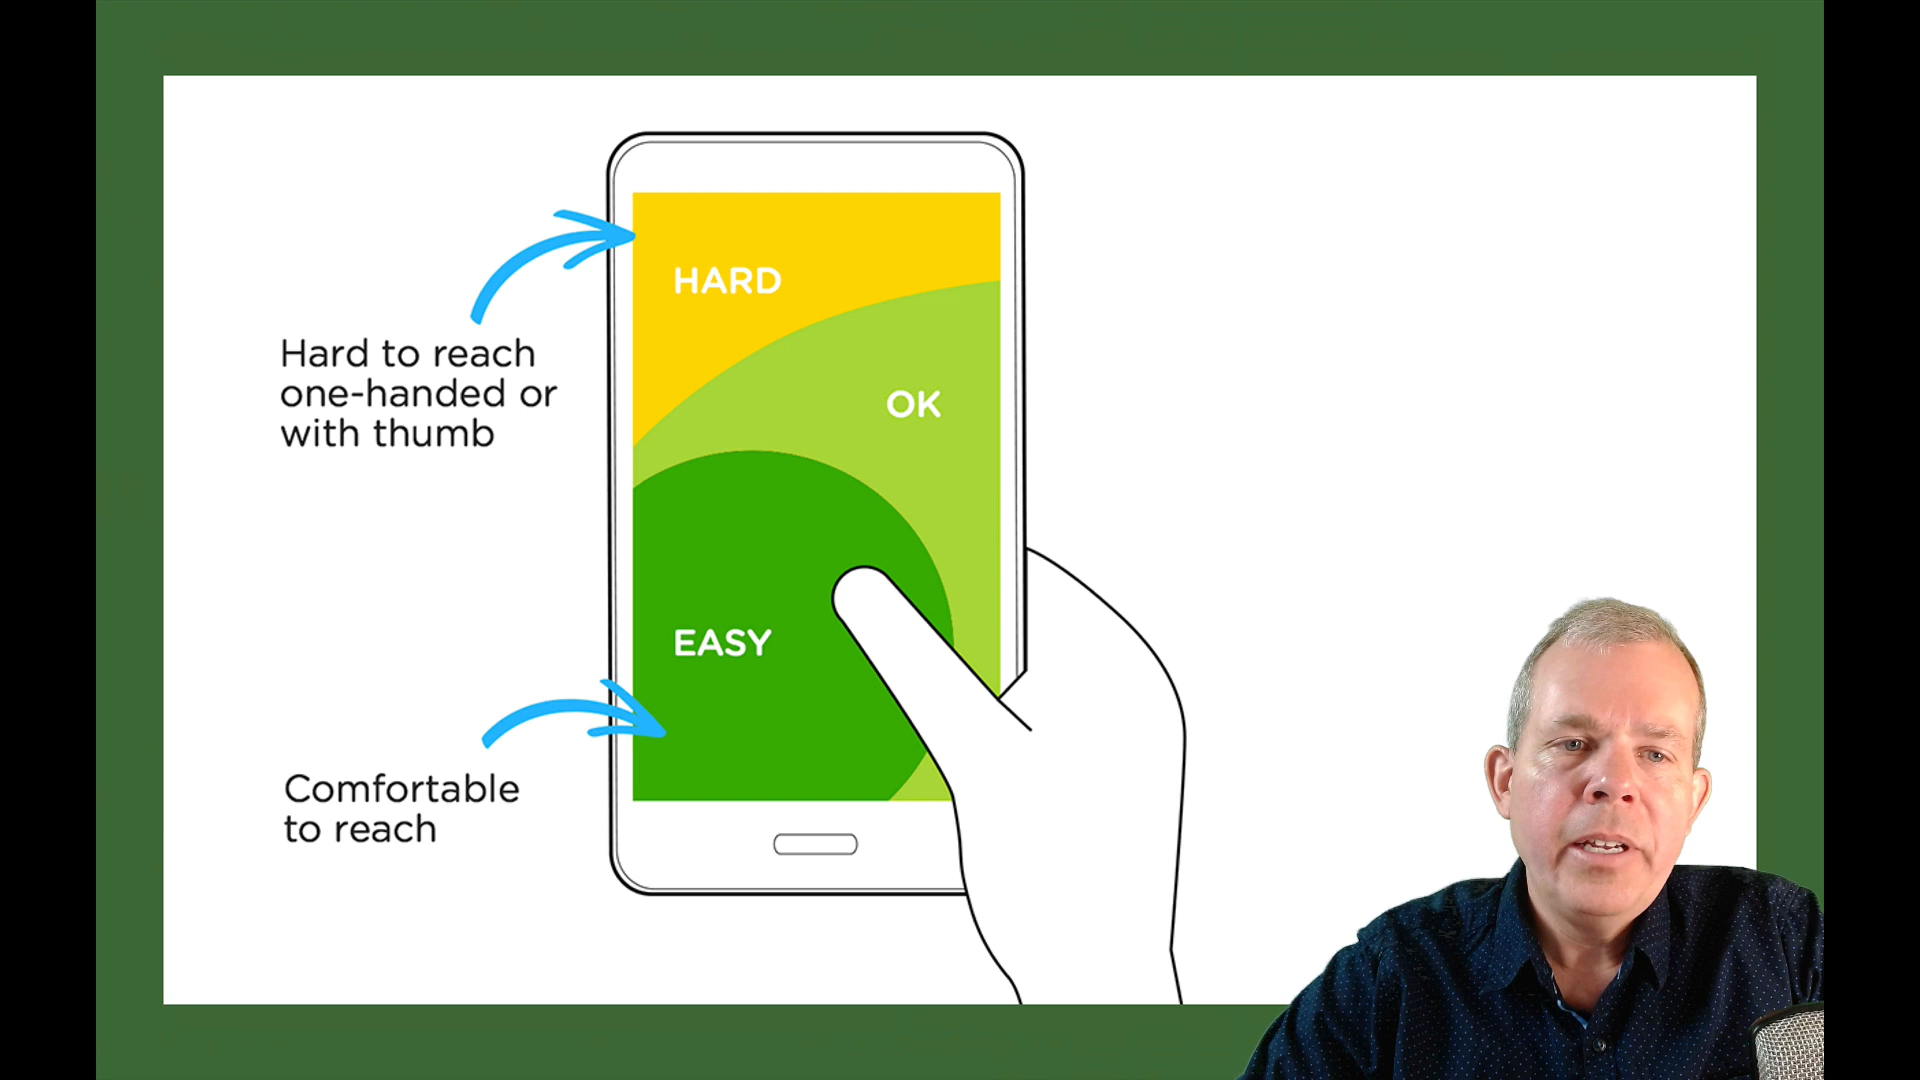 HARD
Hard to reach
one-handed or
with thumb
OK
EASY
Comfortable
to reach